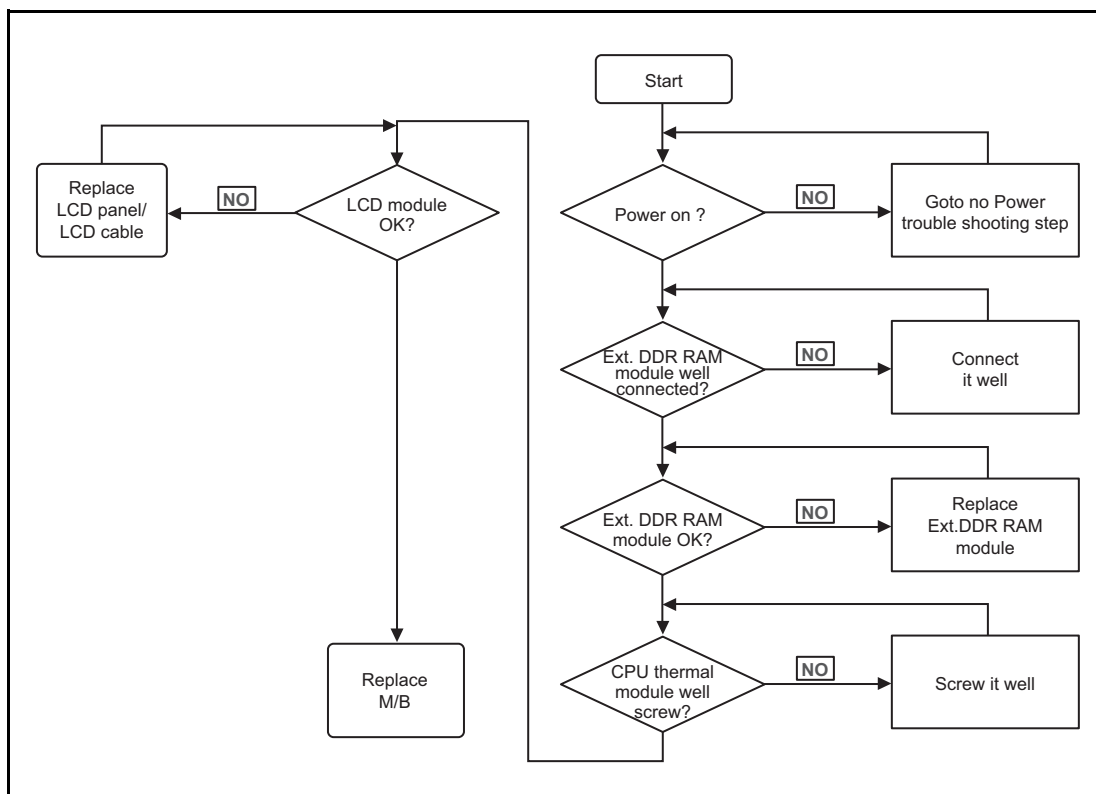 Start
Power on ?
NO
Goto no Power
trouble shooting step
Ext. DDR RAM
module well
connected?
NO
Connect
it well
Ext. DDR RAM
module OK?
NO
Replace
Ext.DDR RAM
module
CPU thermal
module well
screw?
NO
Screw it well
LCD module
OK?
NO
Replace
LCD panel/
LCD cable
Replace
M/B